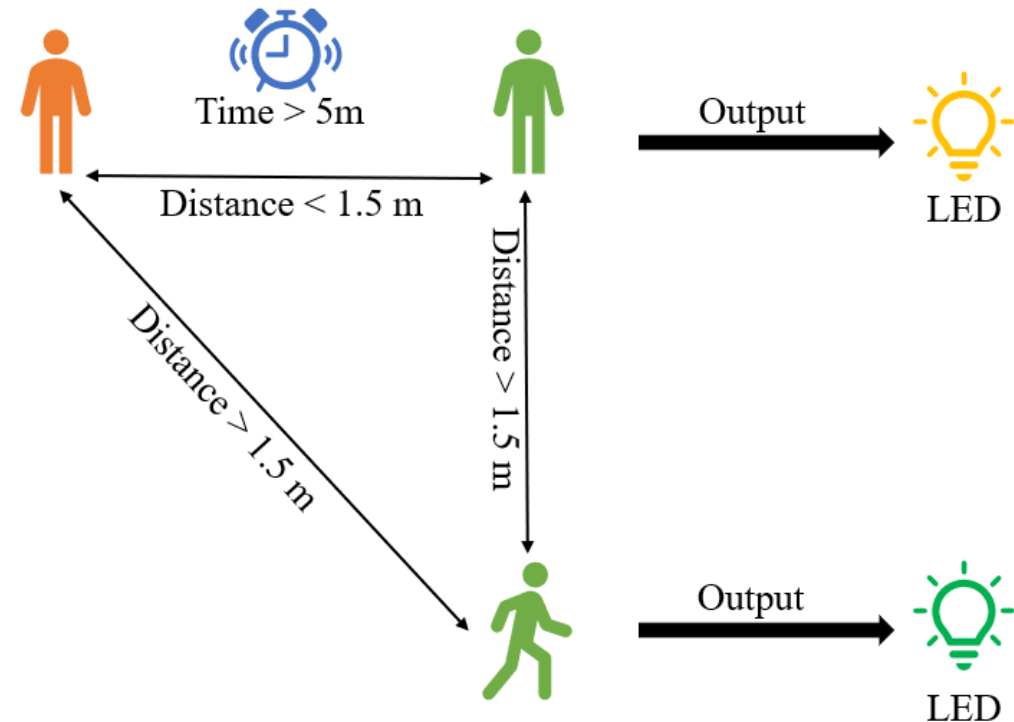 Time > 5m
Output
Distance < 1.5 m
LED
Distance > 1.5 m
Distance > 1.5 m
Output
LED